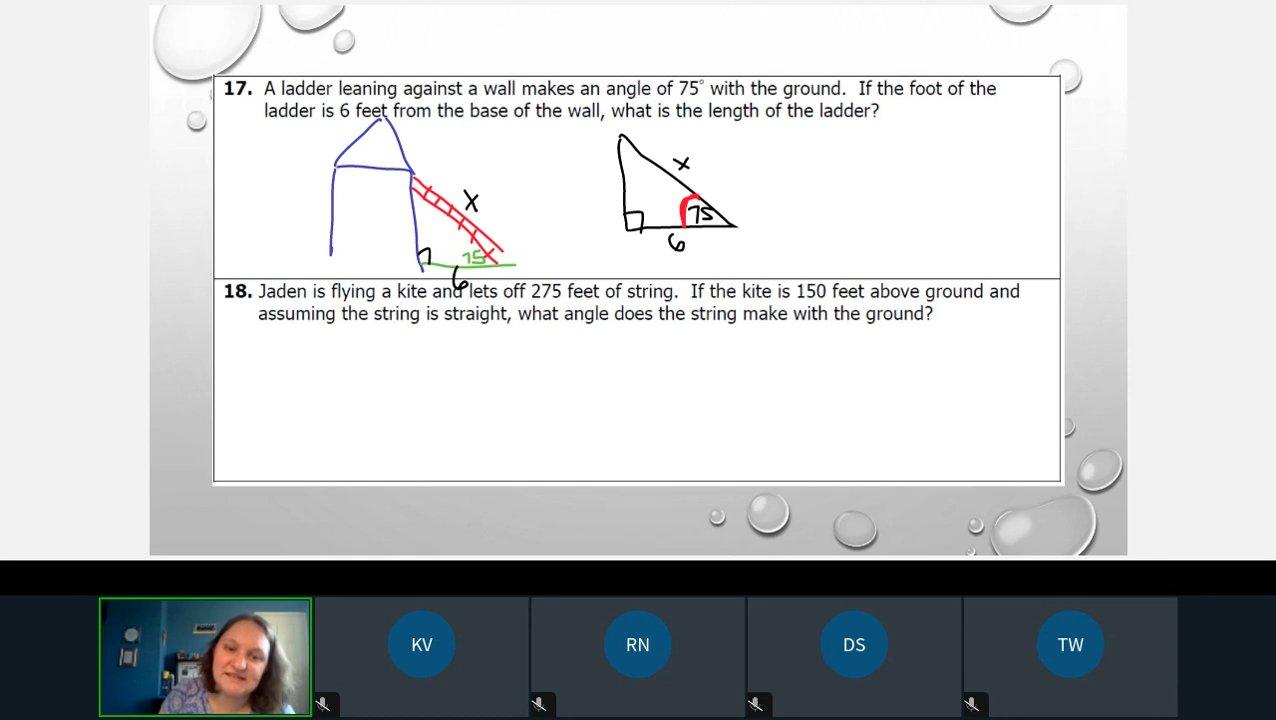 17. A ladder leaning against a wall makes an angle of 75° with the ground. If the foot of the
ladder is 6 feet from the base of the wall, what is the length of the ladder?
x
75
6
x
75
6
18. Jaden is flying a kite and lets off 275 feet of string. If the kite is 150 feet above ground and
assuming the string is straight, what angle does the string make with the ground?
KV
RN
DS
TW